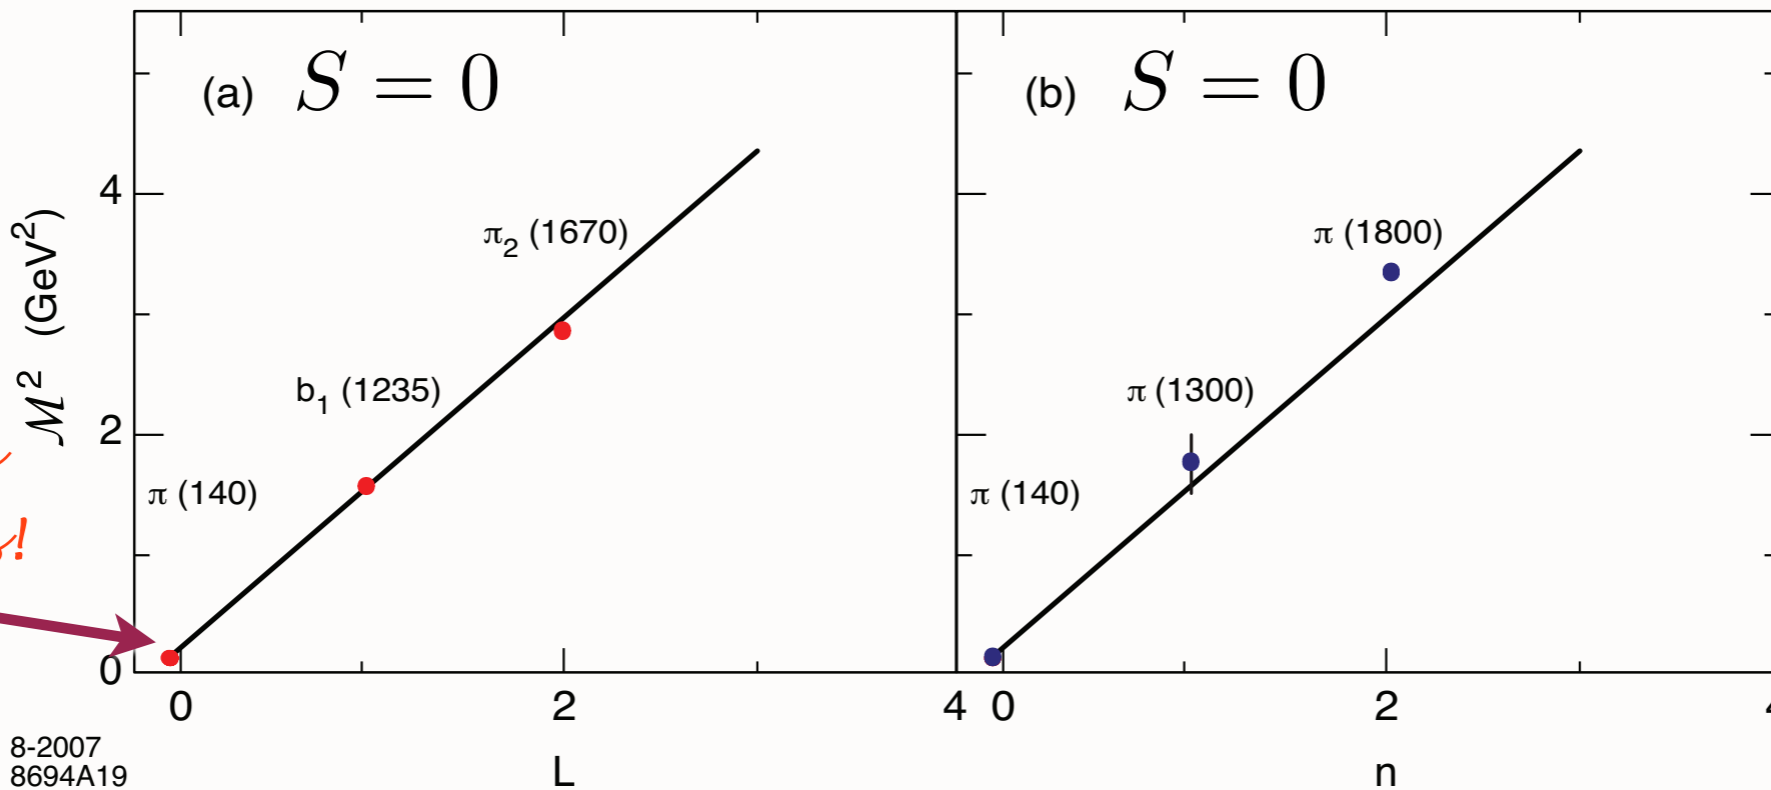 (a) S = 0
(b) S = 0
4
π₂ (1670)
π (1800)
ℳ² (GeV²)
b₁ (1235)
π (1300)
2
π (140)
π (140)
0
0 2 4 0 2
L
n
8-2007
8694A19